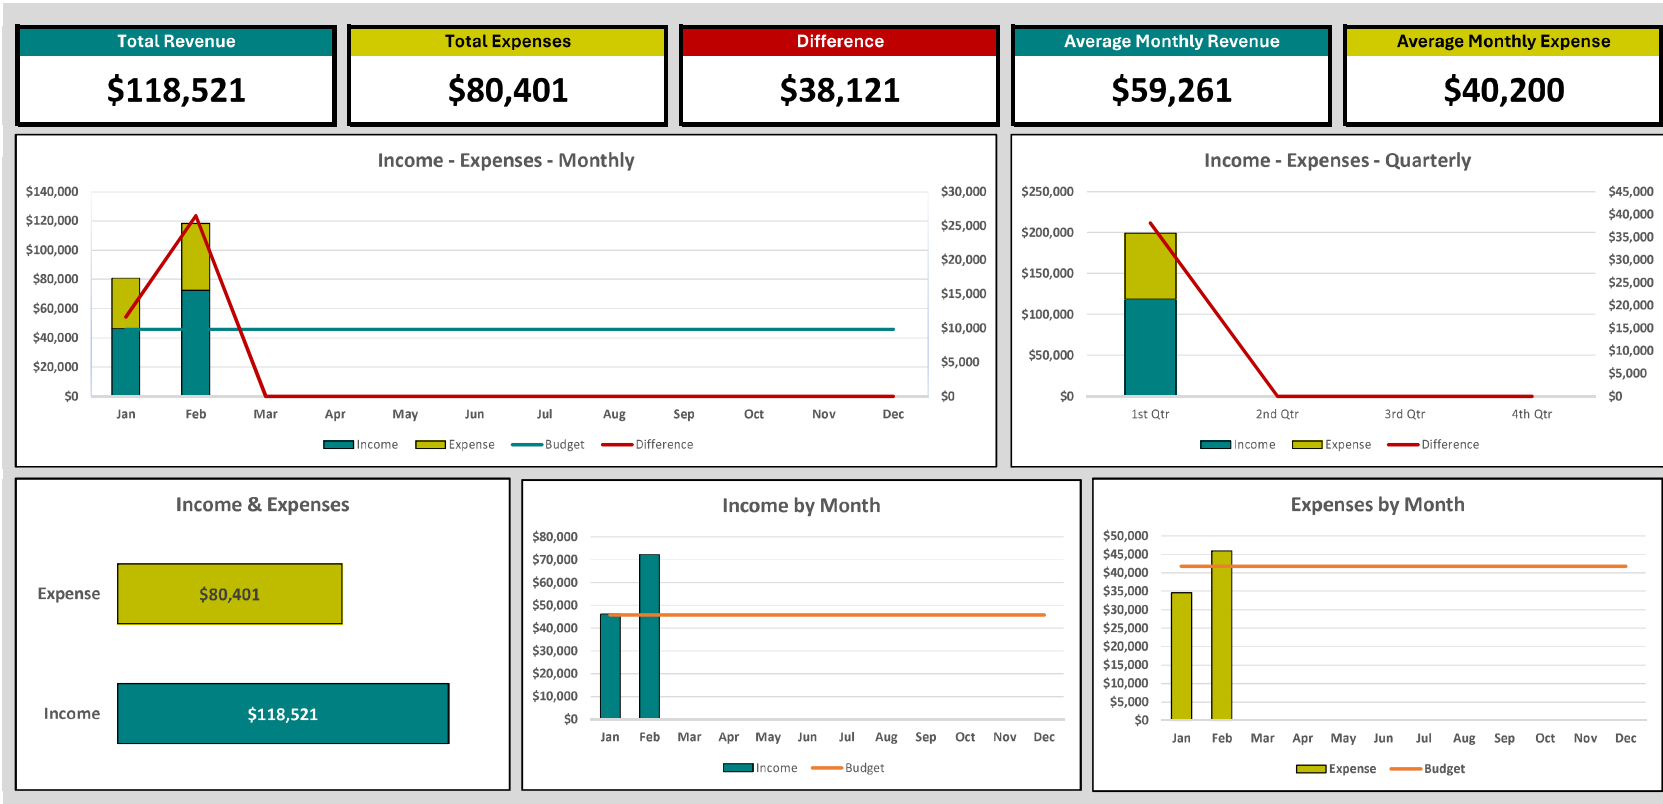 Total Revenue
$118,521
Total Expenses
$80,401
Difference
$38,121
Average Monthly Revenue
$59,261
Average Monthly Expense
$40,200
Income - Expenses - Monthly
$140,000
$120,000
$100,000
$80,000
$60,000
$40,000
$20,000
$0
$30,000
$25,000
$20,000
$15,000
$10,000
$5,000
$0
Jan Feb Mar Apr May Jun Jul Aug Sep Oct Nov Dec
Income Expense Budget Difference
Income - Expenses - Quarterly
$250,000
$200,000
$150,000
$100,000
$50,000
$0
$45,000
$40,000
$35,000
$30,000
$25,000
$20,000
$15,000
$10,000
$5,000
$0
1st Qtr 2nd Qtr 3rd Qtr 4th Qtr
Income Expense Difference
Income & Expenses
Expense $80,401
Income $118,521
Income by Month
$80,000
$70,000
$60,000
$50,000
$40,000
$30,000
$20,000
$10,000
$0
Jan Feb Mar Apr May Jun Jul Aug Sep Oct Nov Dec
Income Budget
Expenses by Month
$50,000
$45,000
$40,000
$35,000
$30,000
$25,000
$20,000
$15,000
$10,000
$5,000
$0
Jan Feb Mar Apr May Jun Jul Aug Sep Oct Nov Dec
Expense Budget